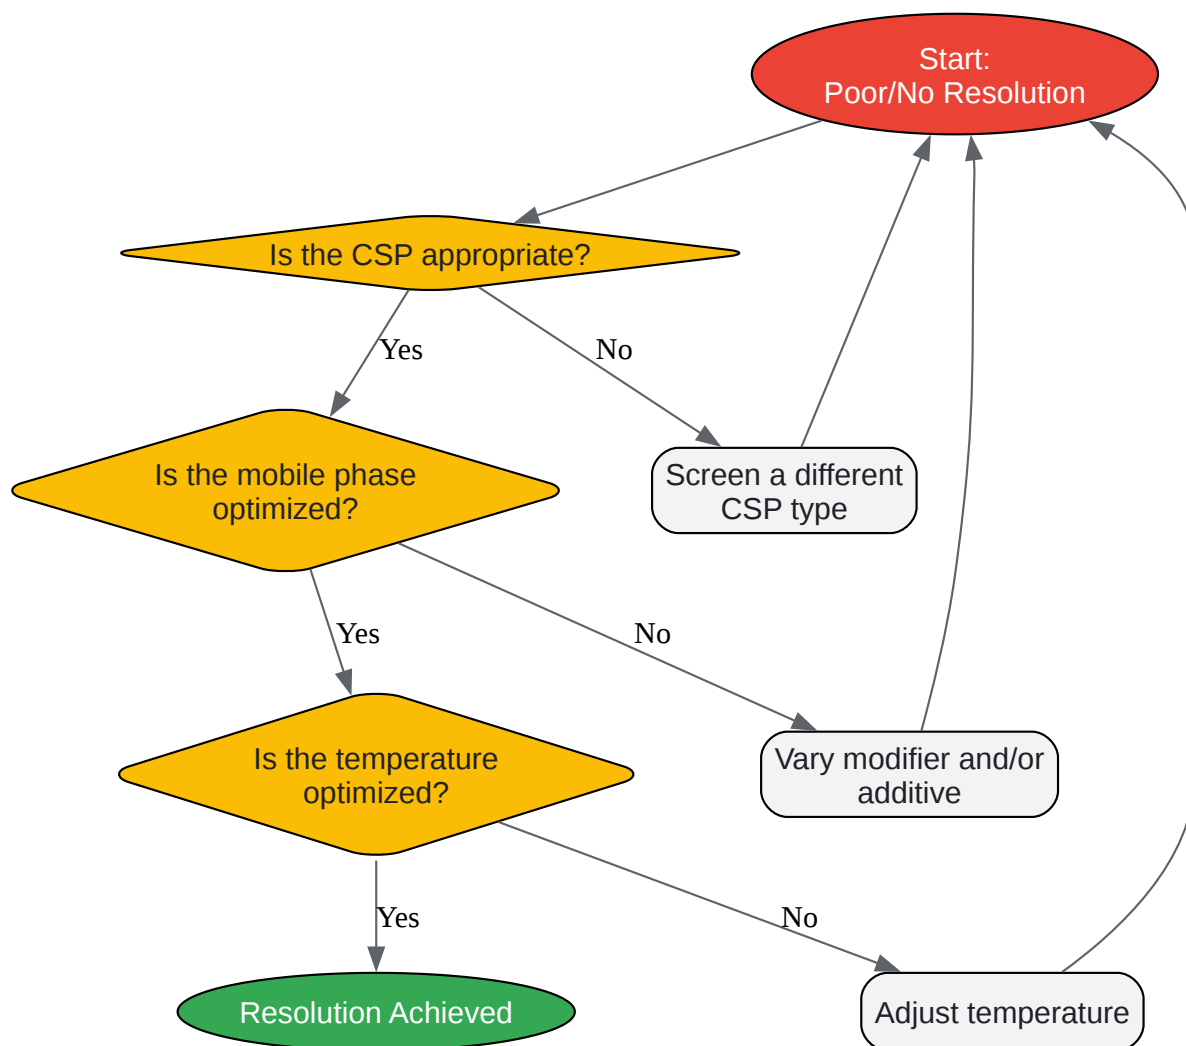 Start:
Poor/No Resolution
Is the CSP appropriate?
Yes
No
Is the mobile phase
optimized?
Screen a different
CSP type
Yes
No
Is the temperature
optimized?
Vary modifier and/or
additive
Yes
No
Resolution Achieved
Adjust temperature